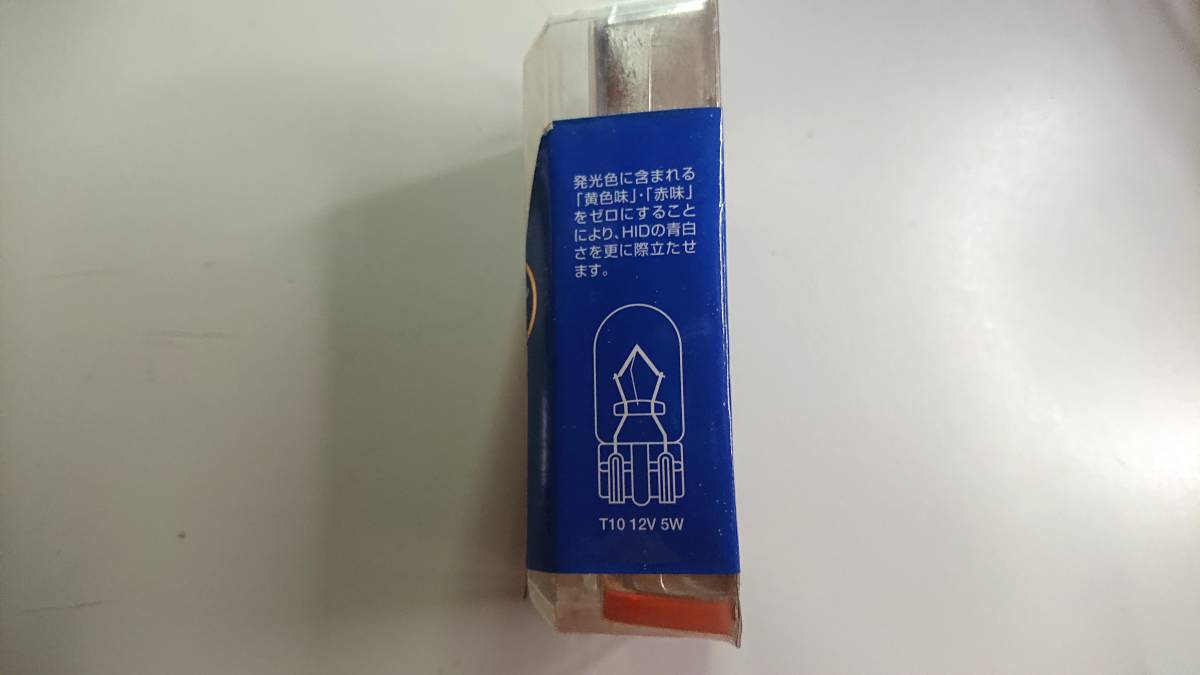 発光色に含まれる
「黄色味」・「赤味」
をゼロにすること
により、HIDの青白
さを更に際立たせ
ます。
T10 12V 5W